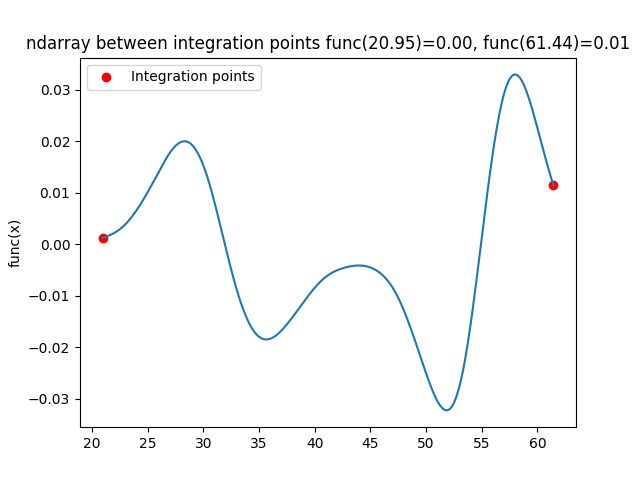 ndarray between integration points func(20.95)=0.00, func(61.44)=0.01
Integration points
func(x)
0.03
0.02
0.01
0.00
−0.01
−0.02
−0.03
20 25 30 35 40 45 50 55 60